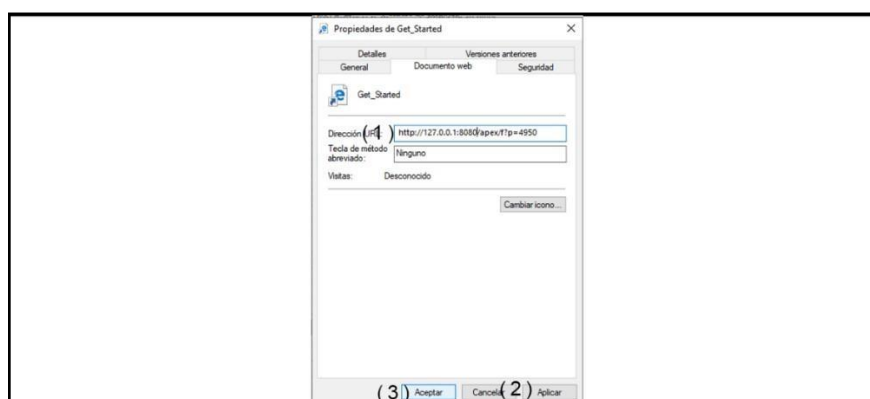 Propiedades de Get_Started
Detalles Versiones anteriores
General Documento web Seguridad
Get_Started
Dirección URL: (1) http://127.0.0.1:8080/apex/f?p=4950
Tecla de método
abreviado: Ninguno
Visitas: Desconocido
Cambiar icono...
(3) Aceptar Cancelar (2) Aplicar